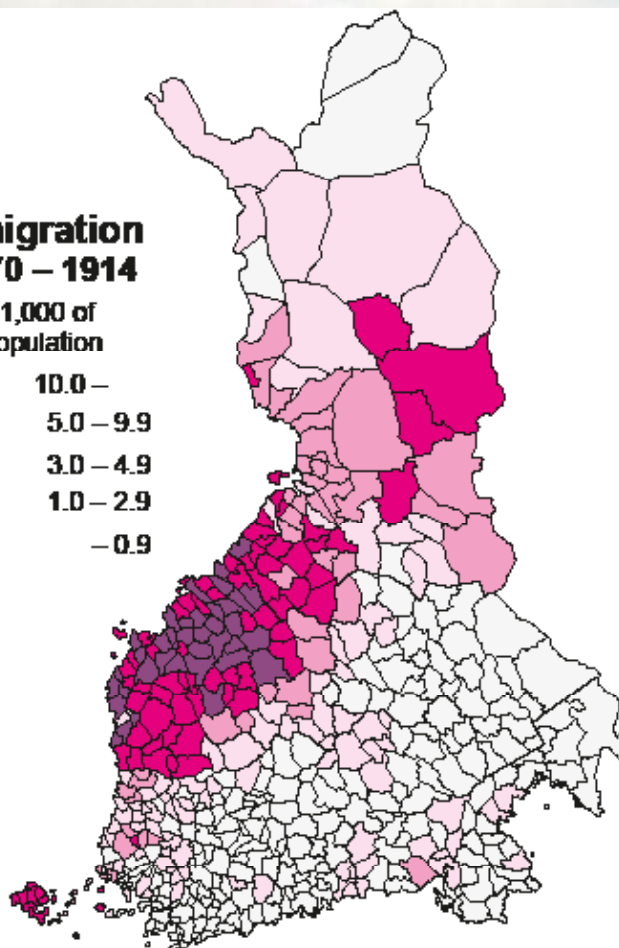 nigration
70 – 1914
1,000 of
opulation
10.0 –
5.0 – 9.9
3.0 – 4.9
1.0 – 2.9
– 0.9